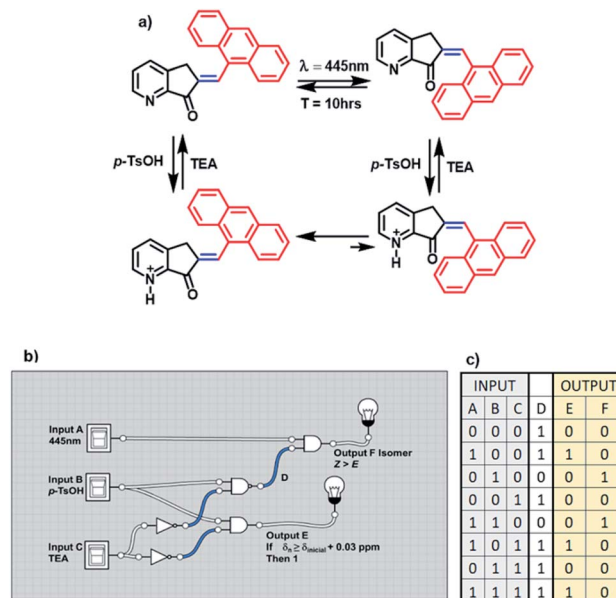 a)
λ = 445nm
T = 10hrs
N
O
N
O
p-TsOH
TEA
p-TsOH
TEA
N
+
H
O
N
+
H
O
b)
Input A
445nm
Output F Isomer
Z > E
Input B
p-TsOH
D
Output E
If δn ≥ δinicial + 0.03 ppm
Then 1
Input C
TEA
c)
INPUT OUTPUT
A B C D E F
0 0 0 1 0 0
1 0 0 1 1 0
0 1 0 0 0 1
0 0 1 1 0 0
1 1 0 0 0 1
1 0 1 1 1 0
0 1 1 1 0 0
1 1 1 1 1 0